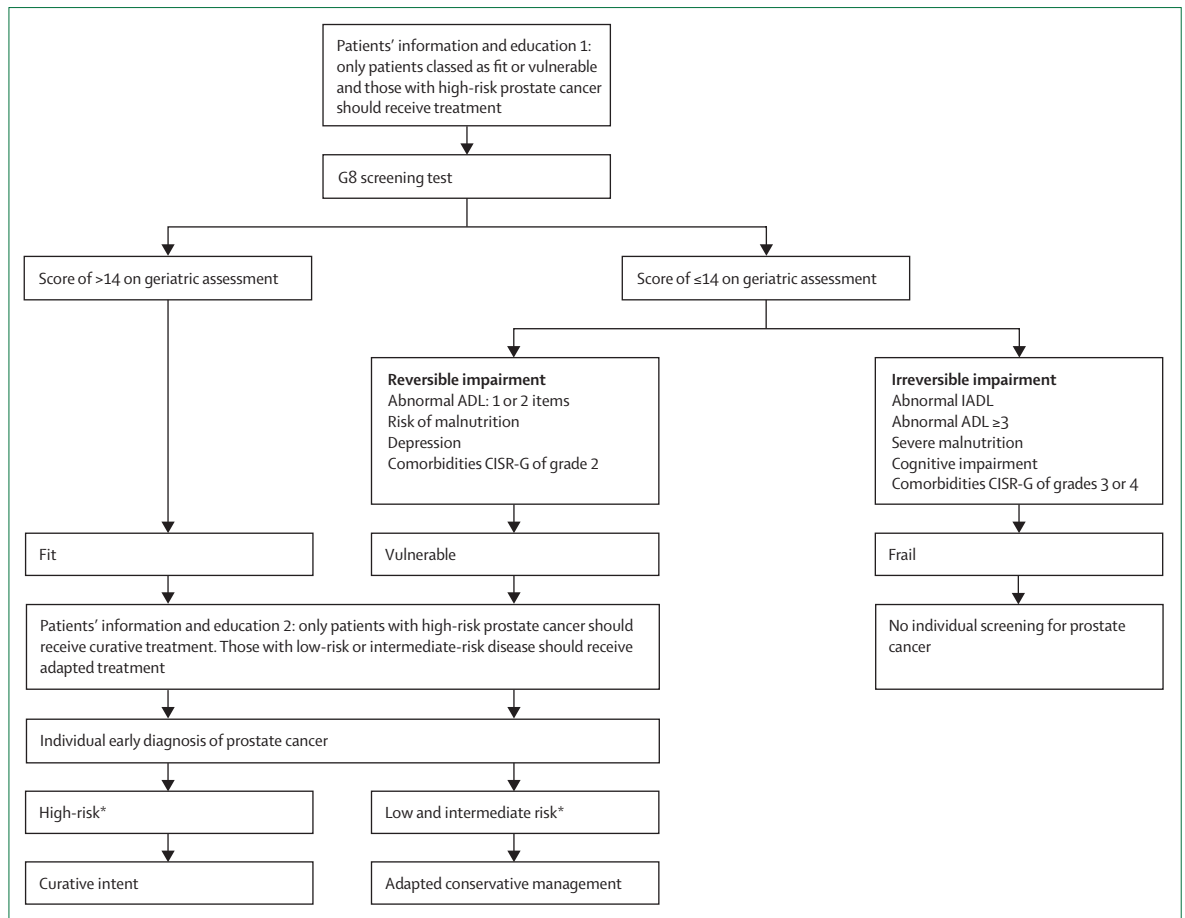 Patients' information and education 1:
only patients classed as fit or vulnerable
and those with high-risk prostate cancer
should receive treatment
G8 screening test
Score of >14 on geriatric assessment
Score of ≤14 on geriatric assessment
Reversible impairment
Abnormal ADL: 1 or 2 items
Risk of malnutrition
Depression
Comorbidities CISR-G of grade 2
Irreversible impairment
Abnormal IADL
Abnormal ADL ≥3
Severe malnutrition
Cognitive impairment
Comorbidities CISR-G of grades 3 or 4
Fit
Vulnerable
Frail
Patients' information and education 2: only patients with high-risk prostate cancer should
receive curative treatment. Those with low-risk or intermediate-risk disease should receive
adapted treatment
No individual screening for prostate
cancer
Individual early diagnosis of prostate cancer
High-risk*
Low and intermediate risk*
Curative intent
Adapted conservative management